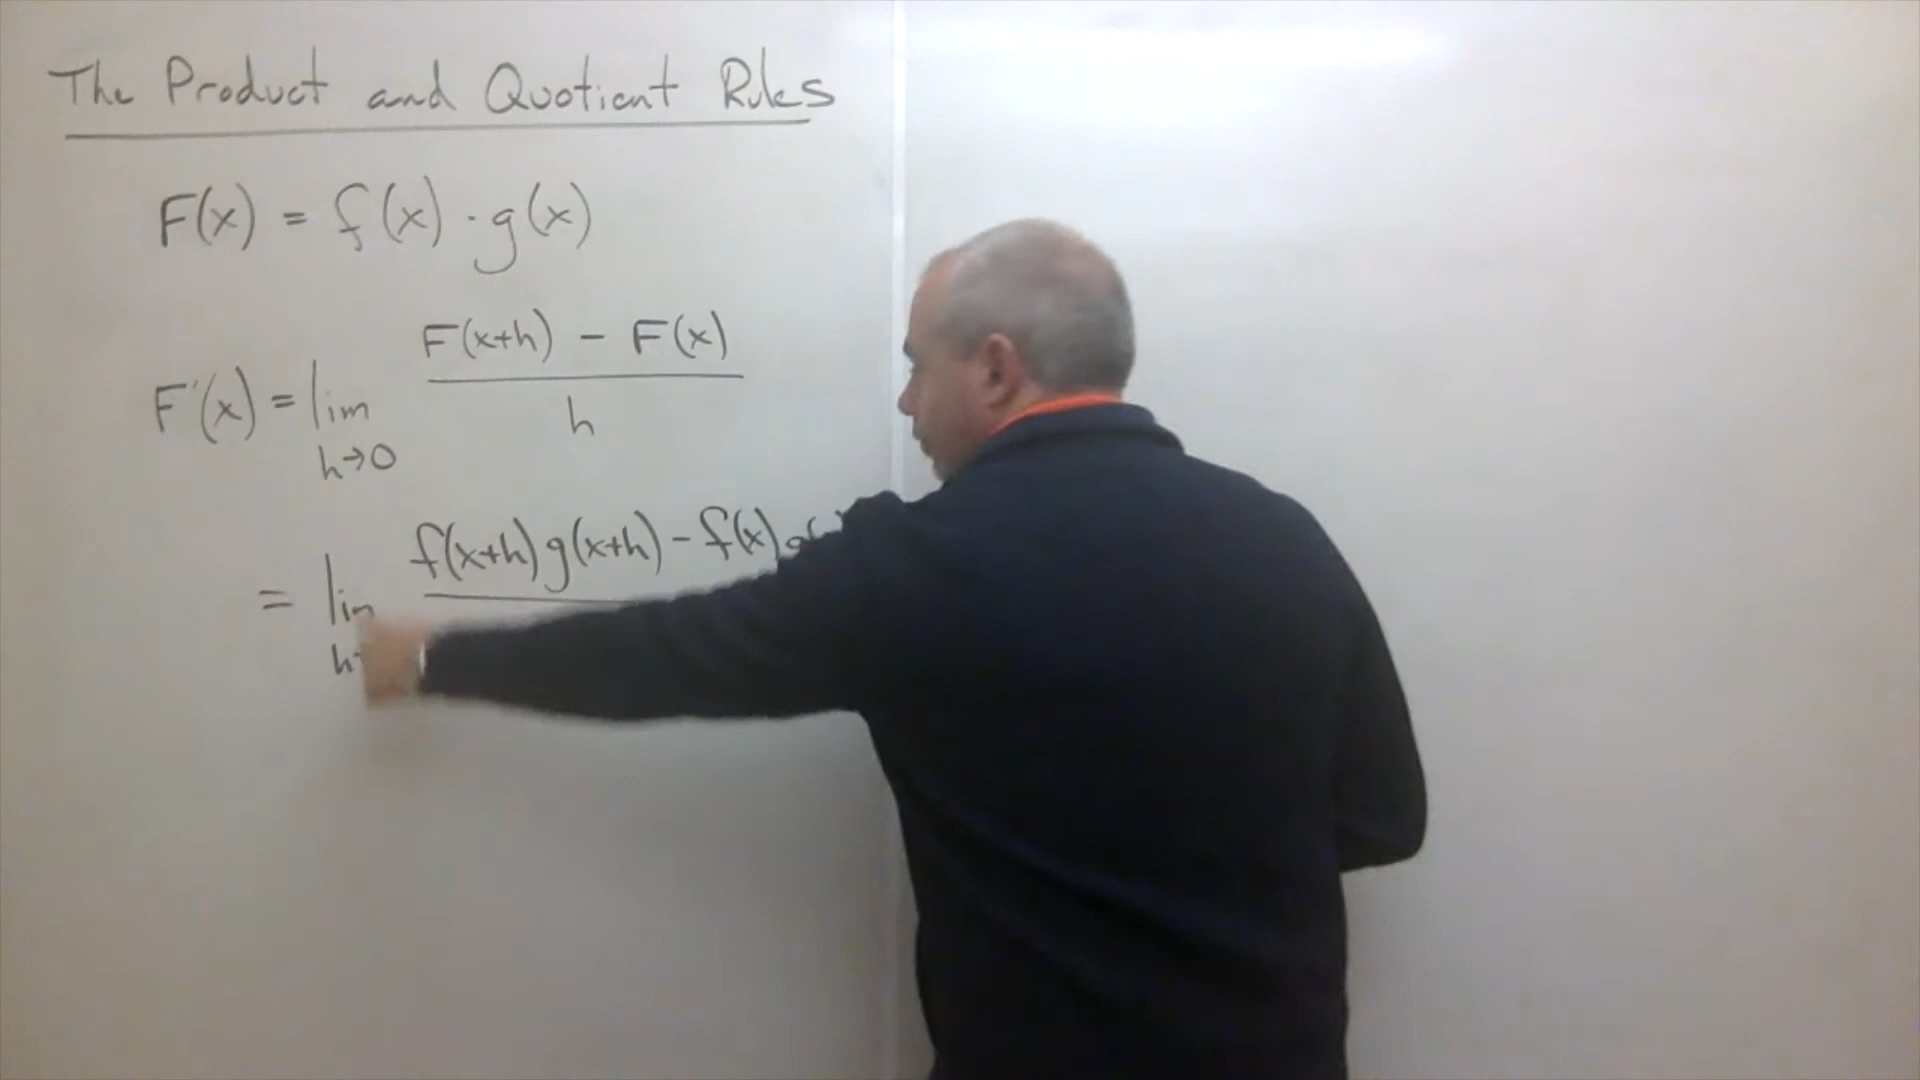 The Product and Quotient Rules
F(x) = f(x) · g(x)
F'(x) = lim h→0 F(x+h) - F(x) / h
= lim h f(x+h) g(x+h) - f(x)